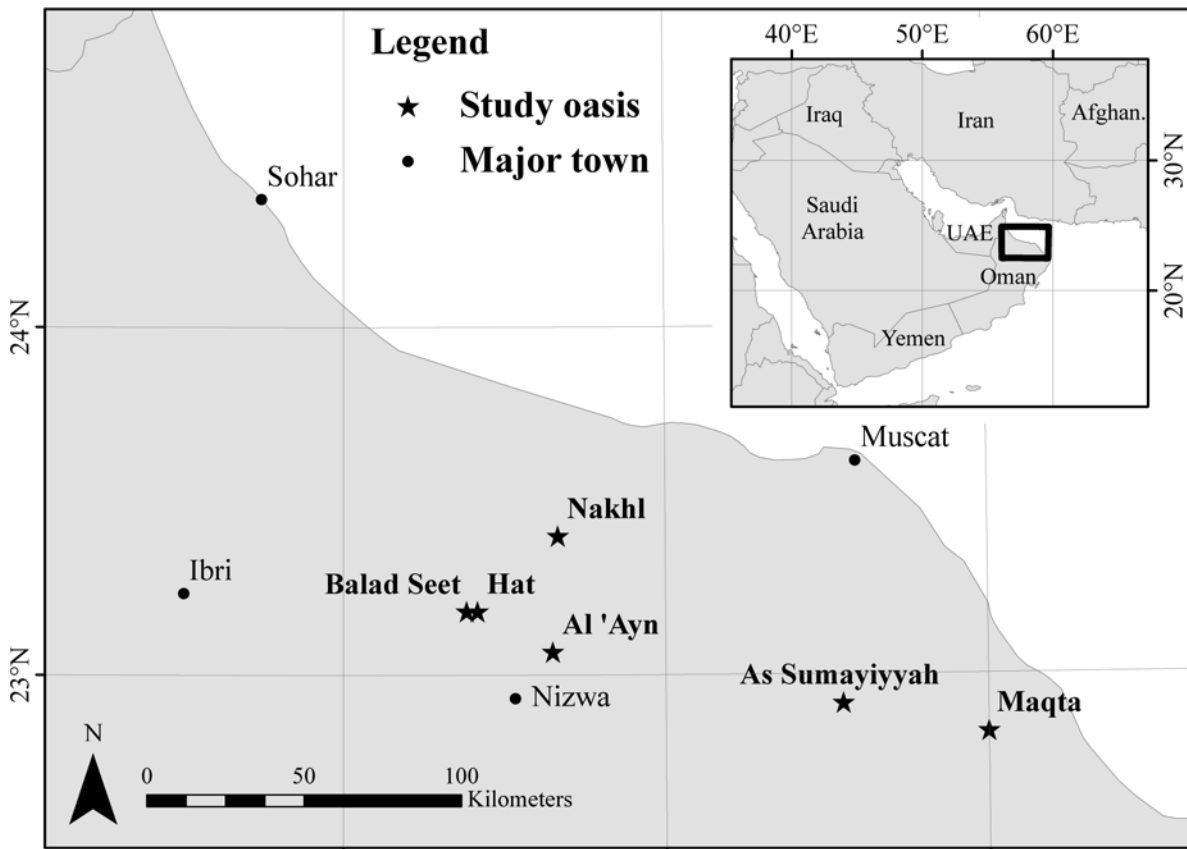 Legend
Study oasis
Major town
40°E
50°E
60°E
Iraq
Iran
Afghan.
30°N
Saudi
Arabia
UAE
Oman
20°N
Yemen
Sohar
24°N
Muscat
Nakhl
Ibri
Balad Seet
Hat
Al 'Ayn
23°N
As Sumayiyyah
Maqta
Nizwa
N
0
50
100
Kilometers